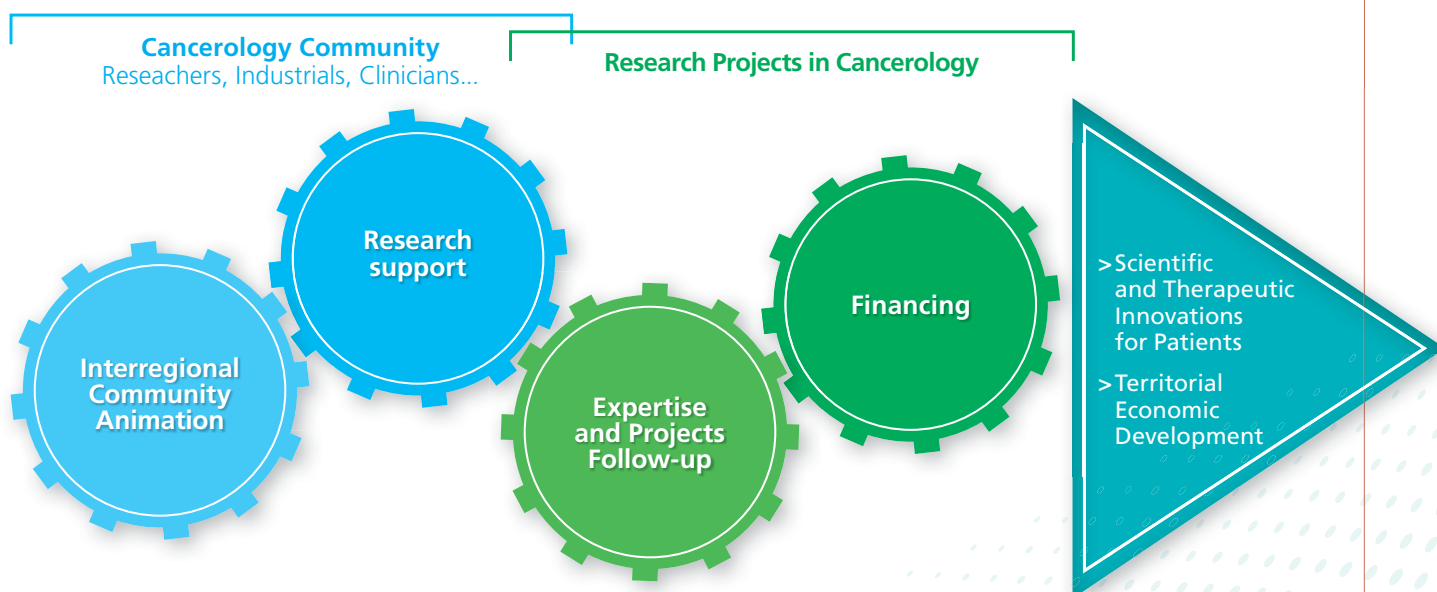 Cancerology Community
Reseachers, Industrials, Clinicians...
Research Projects in Cancerology
Interregional
Community
Animation
Research
support
Expertise
and Projects
Follow-up
Financing
>Scientific
and Therapeutic
Innovations
for Patients
>Territorial
Economic
Development